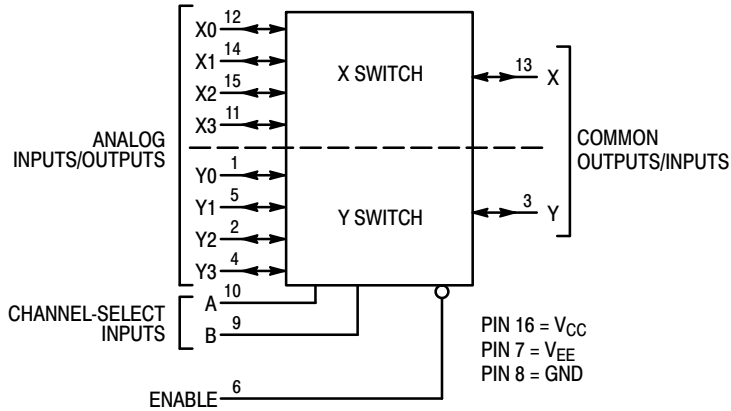 X0 12
X1 14
X2 15
X3 11
ANALOG
INPUTS/OUTPUTS
Y0 1
Y1 5
Y2 2
Y3 4
X SWITCH
Y SWITCH
13 X
3 Y
COMMON
OUTPUTS/INPUTS
CHANNEL-SELECT
INPUTS
A 10
B 9
ENABLE 6
PIN 16 = VCC
PIN 7 = VEE
PIN 8 = GND